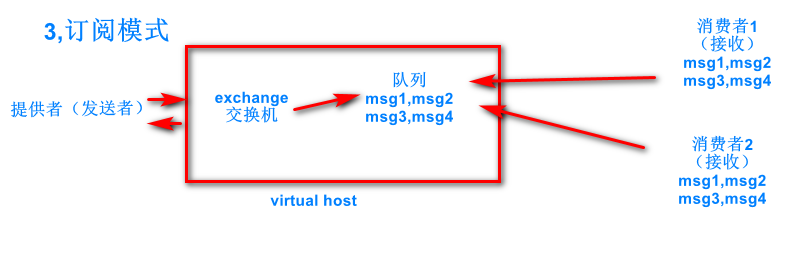 3,订阅模式
提供者（发送者）
exchange
交换机
队列
msg1,msg2
msg3,msg4
virtual host
消费者1
（接收）
msg1,msg2
msg3,msg4
消费者2
（接收）
msg1,msg2
msg3,msg4